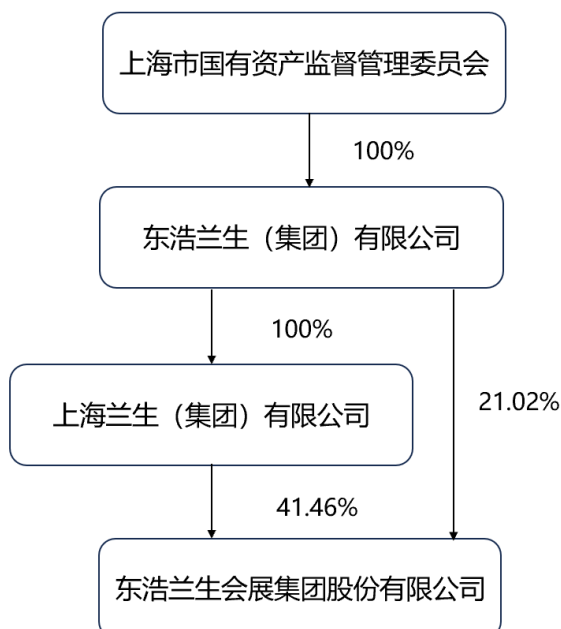 上海市国有资产监督管理委员会
100%
东浩兰生（集团）有限公司
100%
21.02%
上海兰生（集团）有限公司
41.46%
东浩兰生会展集团股份有限公司